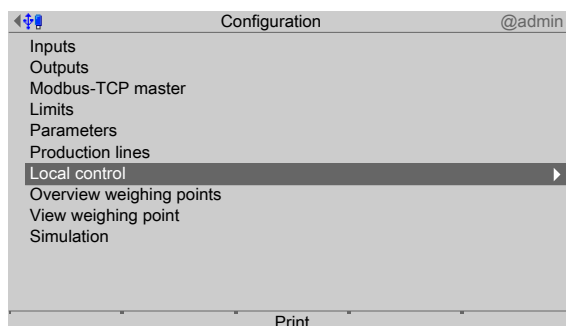 Configuration @admin
Inputs
Outputs
Modbus-TCP master
Limits
Parameters
Production lines
Local control
Overview weighing points
View weighing point
Simulation
Print